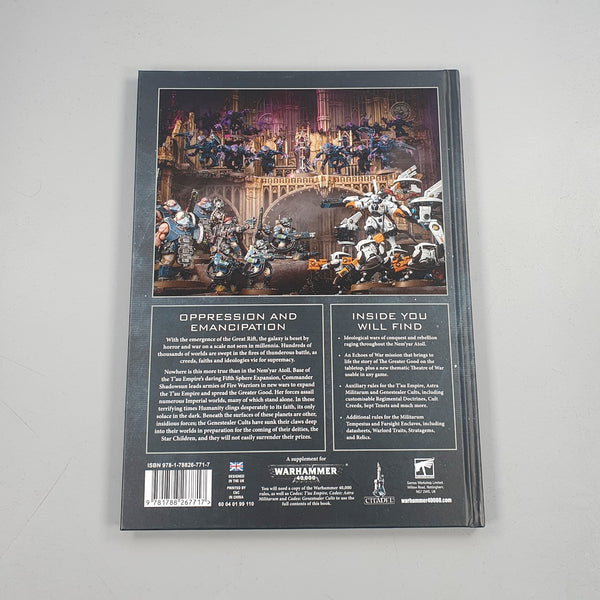 OPPRESSION AND
EMANCIPATION
With the emergence of the Great Rift, the galaxy is beset by
horror and war on a scale not seen in millennia. Hundreds of
thousands of worlds are swept in the fires of thunderous battle, as
creeds, faiths and ideologies vie for supremacy.
Nowhere is this more true than in the Nem'yar Atoll. Base of
the T'au Empire's daring Fifth Sphere Expansion, Commander
Shadowsun leads armies of Fire Warriors in new wars to expand
the T'au Empire and spread the Greater Good. Her forces assail
numerous Imperial worlds, many of which stand alone. In these
terrifying times Humanity clings desperately to its faith, its only
solace in the dark. Beneath the surfaces of these planets are other,
insidious forces; the Genestealer Cults have sunk their claws deep
into their worlds in preparation for the coming of their deities, the
Star Children, and they will not easily surrender their prizes.
INSIDE YOU
WILL FIND
• Ideological wars of conquest and rebellion
raging throughout the Nem'yar Atoll.
• An Echoes of War mission that brings to
life the story of The Greater Good on the
tabletop, plus a new thematic Theatre of War
usable in any game.
• Auxiliary rules for the T'au Empire, Astra
Militarum and Genestealer Cults, including
customisable Regimental Doctrines, Cult
Creeds, Sept Tenets and much more.
• Additional rules for the Militarum
Tempestus and Farsight Enclaves, including
datasheets, Warlord Traits, Stratagems,
and Relics.
ISBN 978-1-78826-771-7
9 781788 267717 >
DESIGNED
IN THE UK
PRINTED BY
C&C
IN CHINA
60 04 01 99 110
A supplement for
WARHAMMER
40,000
You will need a copy of the Warhammer 40,000
rules, as well as Codex: T'au Empire, Codex: Astra
Militarum and Codex: Genestealer Cults to use the
full contents of this book.
CITADEL
WARHAMMER
Games Workshop Limited,
Willow Road, Nottingham,
NG7 2WS, UK
warhammer40000.com